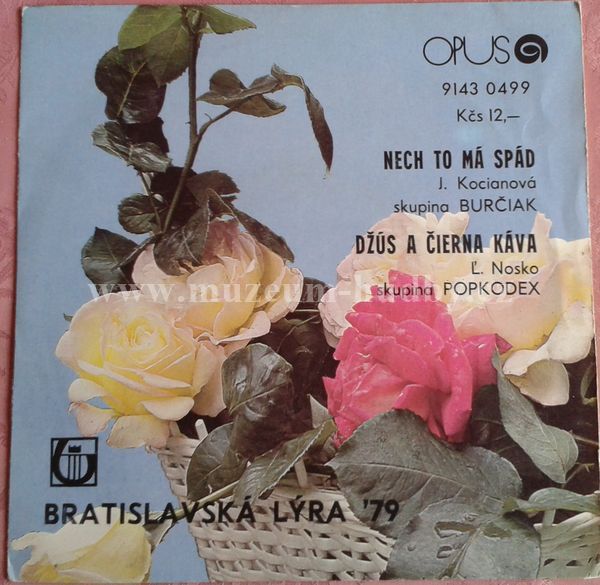 OPUS
9143 0499
Kčs 12,—
NECH TO MÁ SPÁD
J. Kocianová
skupina BURČIAK
DŽÚS A ČIERNA KÁVA
Ľ. Nosko
skupina POPKODEX
BRATISLAVSKÁ LÝRA '79